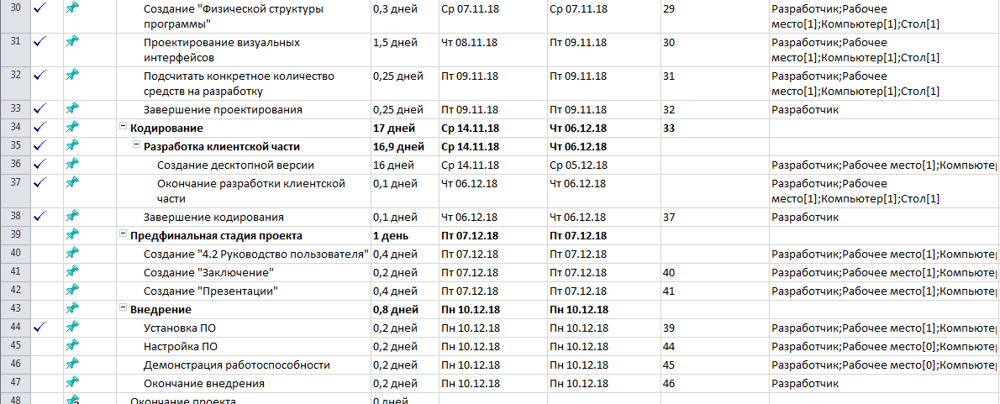 30 Создание "Физической структуры 0,3 дней Ср 07.11.18 Ср 07.11.18 29 Разработчик;Рабочее
программы" место[1];Компьютер[1];Стол[1]
31 Проектирование визуальных 1,5 дней Чт 08.11.18 Пт 09.11.18 30 Разработчик;Рабочее
интерфейсов место[1];Компьютер[1];Стол[1]
32 Подсчитать конкретное количество 0,25 дней Пт 09.11.18 Пт 09.11.18 31 Разработчик;Рабочее
средств на разработку место[1];Компьютер[1];Стол[1]
33 Завершение проектирования 0,25 дней Пт 09.11.18 Пт 09.11.18 32 Разработчик
34 Кодирование 17 дней Ср 14.11.18 Чт 06.12.18 33
35 Разработка клиентской части 16,9 дней Ср 14.11.18 Чт 06.12.18
36 Создание десктопной версии 16 дней Ср 14.11.18 Ср 05.12.18 Разработчик;Рабочее место[1];Компьютер
37 Окончание разработки клиентской 0,1 дней Чт 06.12.18 Чт 06.12.18 Разработчик;Рабочее
части место[1];Компьютер[1];Стол[1]
38 Завершение кодирования 0,1 дней Чт 06.12.18 Чт 06.12.18 37 Разработчик
39 Предфинальная стадия проекта 1 день Пт 07.12.18 Пт 07.12.18
40 Создание "4.2 Руководство пользователя" 0,4 дней Пт 07.12.18 Пт 07.12.18 Разработчик;Рабочее место[1];Компьютер
41 Создание "Заключение" 0,2 дней Пт 07.12.18 Пт 07.12.18 40 Разработчик;Рабочее место[1];Компьютер
42 Создание "Презентации" 0,4 дней Пт 07.12.18 Пт 07.12.18 41 Разработчик;Рабочее место[1];Компьютер
43 Внедрение 0,8 дней Пн 10.12.18 Пн 10.12.18
44 Установка ПО 0,2 дней Пн 10.12.18 Пн 10.12.18 39 Разработчик;Рабочее место[1];Компьютер
45 Настройка ПО 0,2 дней Пн 10.12.18 Пн 10.12.18 44 Разработчик;Рабочее место[0];Компьютер
46 Демонстрация работоспособности 0,2 дней Пн 10.12.18 Пн 10.12.18 45 Разработчик;Рабочее место[0];Компьютер
47 Окончание внедрения 0,2 дней Пн 10.12.18 Пн 10.12.18 46 Разработчик
48 Окончание проекта 0 дней